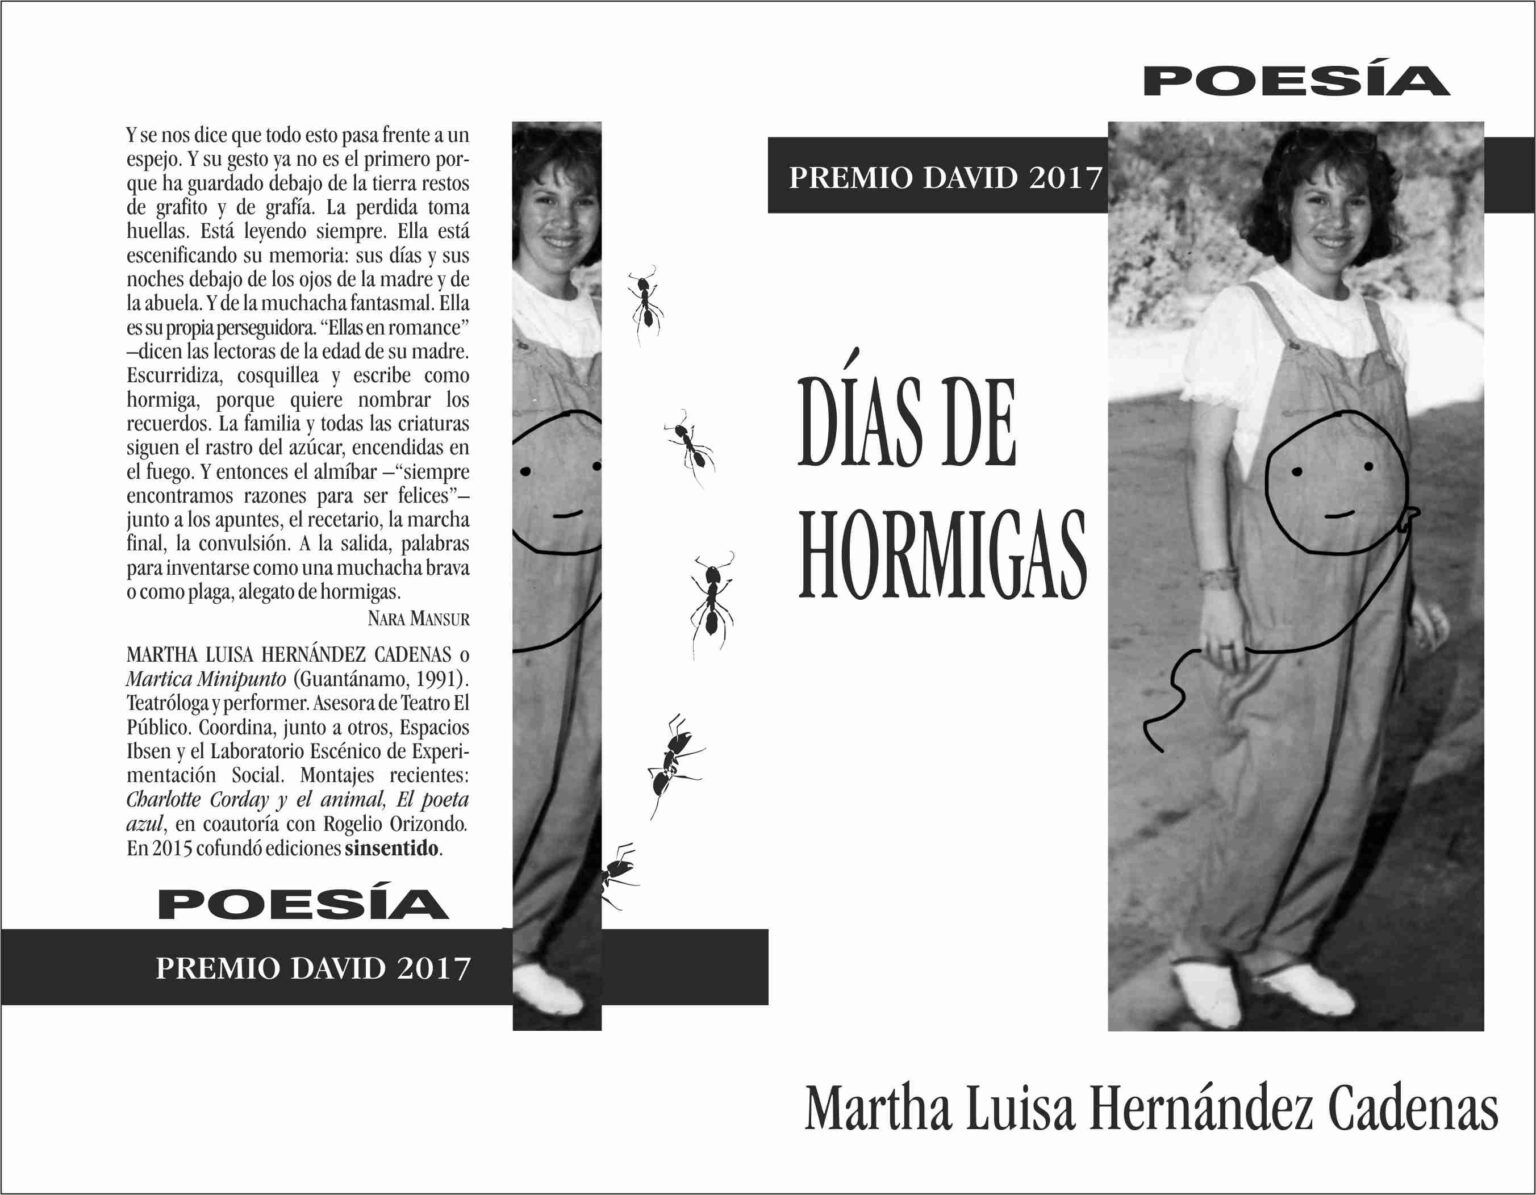 Y se nos dice que todo esto pasa frente a un
espejo. Y su gesto ya no es el primero por-
que ha guardado debajo de la tierra restos
de grafito y de grafía. La perdida toma
huellas. Está leyendo siempre. Ella está
escenificando su memoria: sus días y sus
noches debajo de los ojos de la madre y de
la abuela. Y de la muchacha fantasmal. Ella
es su propia perseguidora. “Ellas en romance”
–dicen las lectoras de la edad de su madre.
Escurridiza, cosquillea y escribe como
hormiga, porque quiere nombrar los
recuerdos. La familia y todas las criaturas
siguen el rastro del azúcar, encendidas en
el fuego. Y entonces el almíbar –“siempre
encontramos razones para ser felices”–
junto a los apuntes, el recetario, la marcha
final, la convulsión. A la salida, palabras
para inventarse como una muchacha brava
o como plaga, alegato de hormigas.
NARA MANSUR
MARTHA LUISA HERNÁNDEZ CADENAS o
Martica Minipunto (Guantánamo, 1991).
Teatróloga y performer. Asesora de Teatro El
Público. Coordina, junto a otros, Espacios
Ibsen y el Laboratorio Escénico de Experi-
mentación Social. Montajes recientes:
Charlotte Corday y el animal, El poeta
azul, en coautoría con Rogelio Orizondo.
En 2015 cofundó ediciones sinsentido.
POESÍA
PREMIO DAVID 2017
POESÍA
PREMIO DAVID 2017
DÍAS DE
HORMIGAS
Martha Luisa Hernández Cadenas